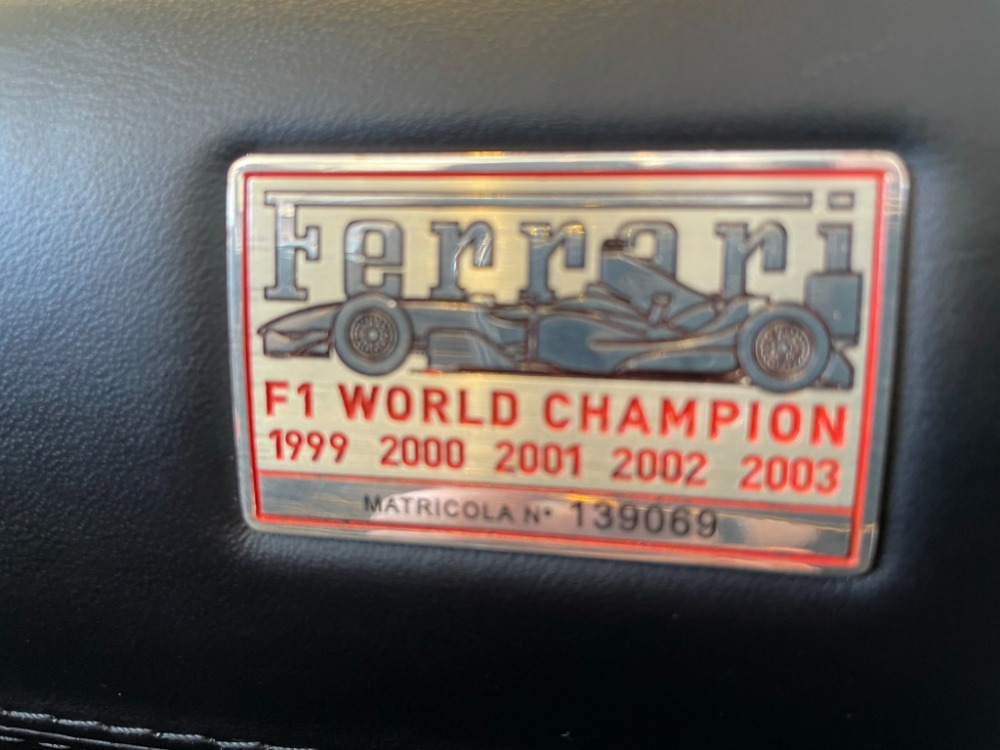 Ferrari
F1 WORLD CHAMPION
1999 2000 2001 2002 2003
MATRICOLA N° 139069